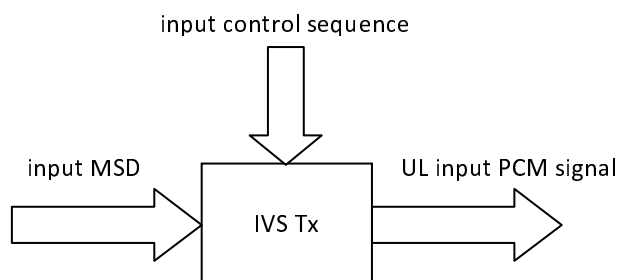 input control sequence
input MSD
UL input PCM signal
IVS Tx